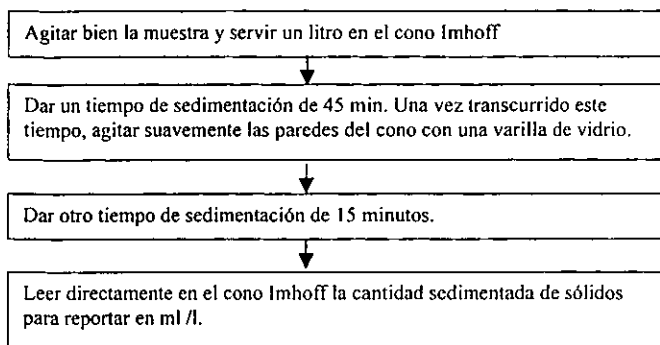 Agitar bien la muestra y servir un litro en el cono Imhoff
Dar un tiempo de sedimentación de 45 min. Una vez transcurrido este
tiempo, agitar suavemente las paredes del cono con una varilla de vidrio.
Dar otro tiempo de sedimentación de 15 minutos.
Leer directamente en el cono Imhoff la cantidad sedimentada de sólidos
para reportar en ml /l.